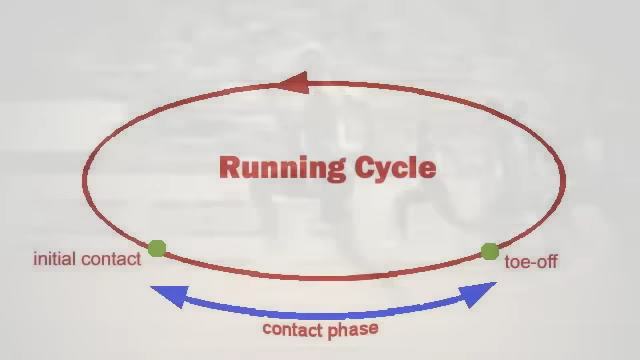 Running Cycle
initial contact
toe-off
contact phase